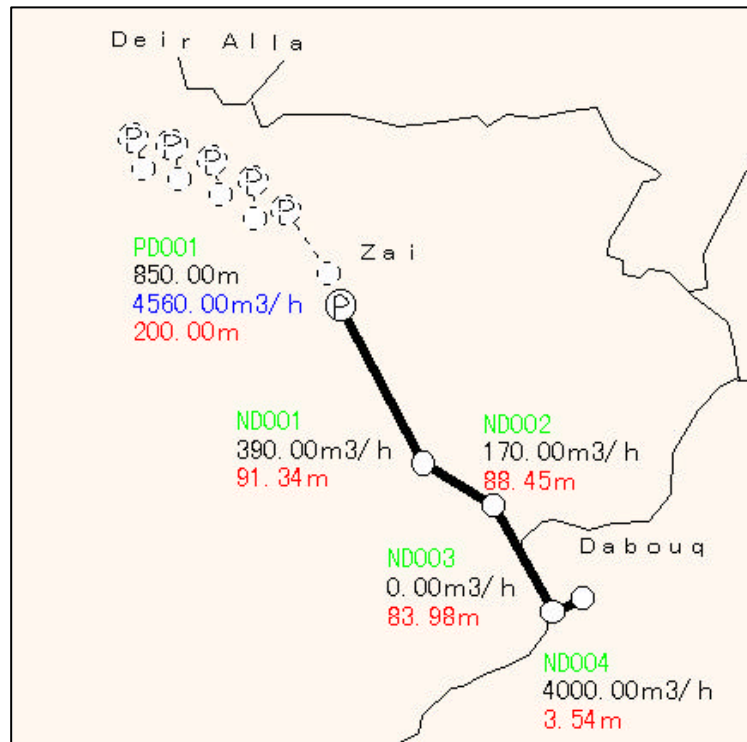 Deir Alla
P P P P P
Zai
PD001
850.00m
4560.00m3/h
200.00m
P
ND001
390.00m3/h
91.34m
ND002
170.00m3/h
88.45m
Dabouq
ND003
0.00m3/h
83.98m
ND004
4000.00m3/h
3.54m